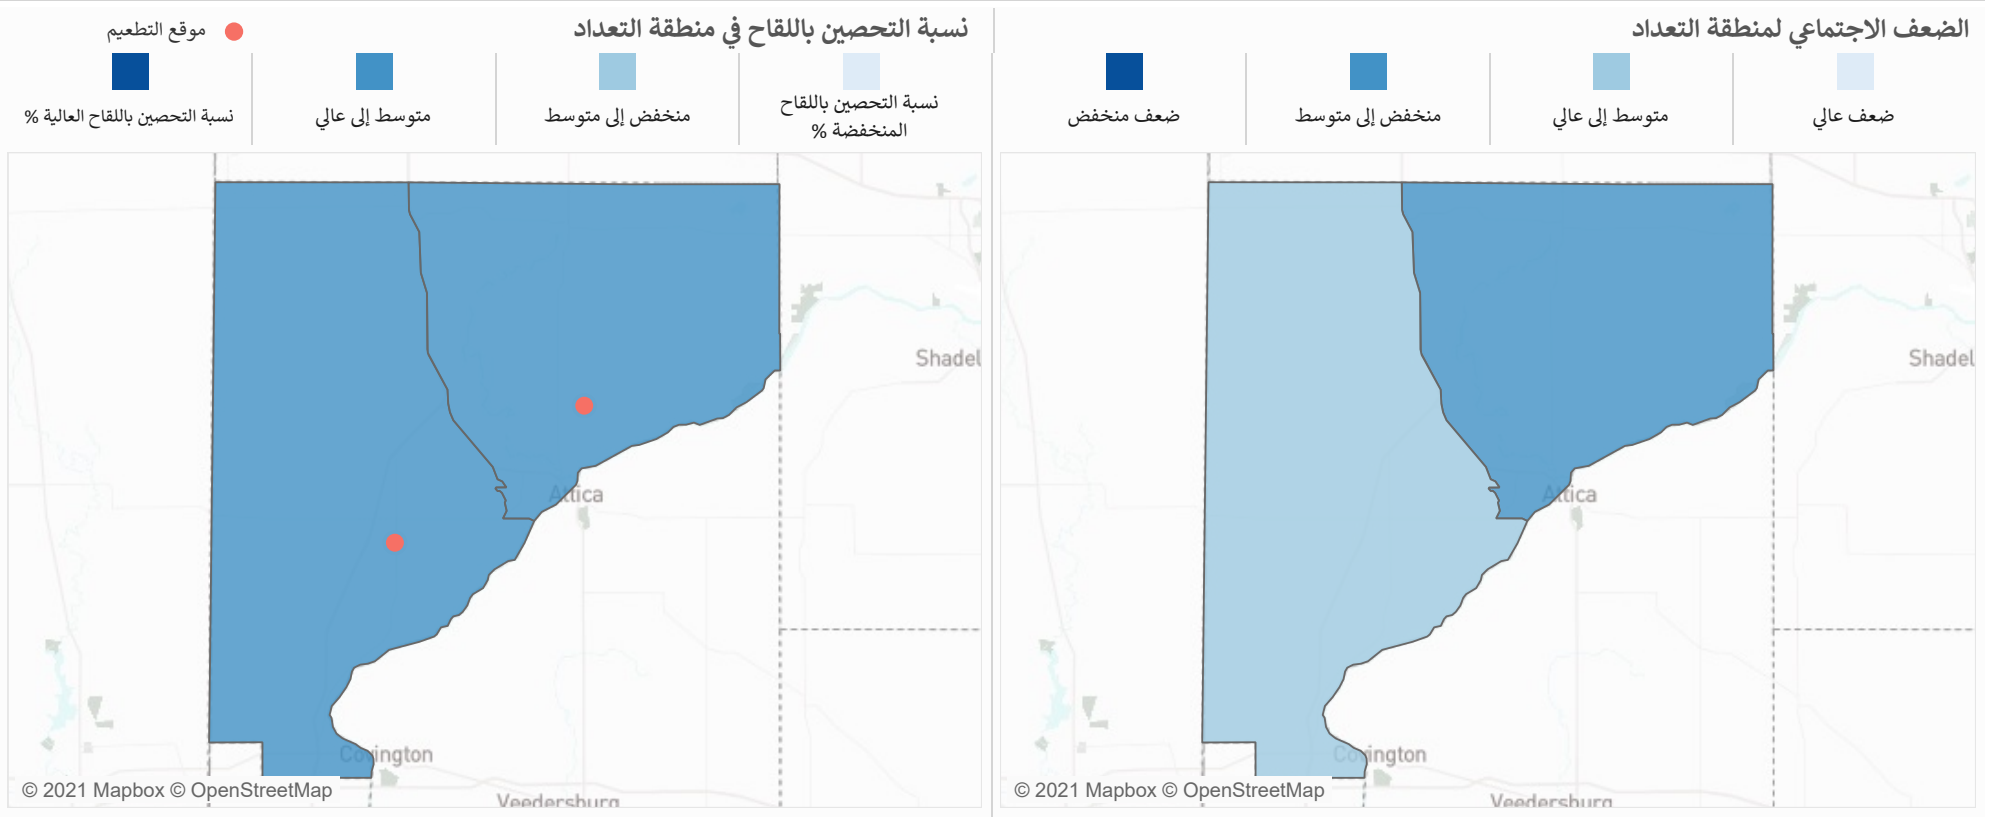 الضعف الاجتماعي لمنطقة التعداد
ضعف عالي
متوسط إلى عالي
منخفض إلى متوسط
ضعف منخفض
Shadel
Attica
Covington
Veedersburg
© 2021 Mapbox © OpenStreetMap
نسبة التحصين باللقاح في منطقة التعداد
موقع التطعيم
نسبة التحصين باللقاح
المنخفضة %
منخفض إلى متوسط
متوسط إلى عالي
نسبة التحصين باللقاح العالية %
Shadel
Attica
Covington
Veedersburg
© 2021 Mapbox © OpenStreetMap